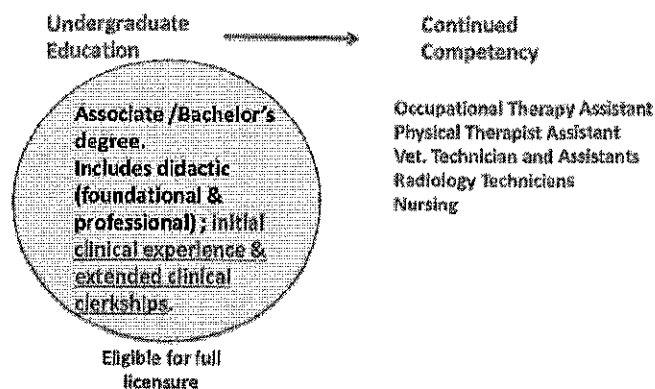 Undergraduate
Education
Continued
Competency
Associate /Bachelor's
degree.
Includes didactic
(foundational &
professional) ; initial
clinical experience &
extended clinical
clerkships.
Eligible for full
licensure
Occupational Therapy Assistant
Physical Therapist Assistant
Vet. Technician and Assistants
Radiology Technicians
Nursing